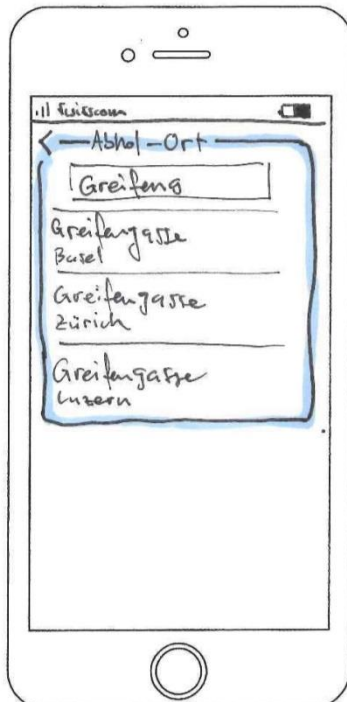 Swisscom
Abhol-Ort
Greifeng
Greifengasse
Basel
Greifengasse
Zürich
Greifengasse
Luzern